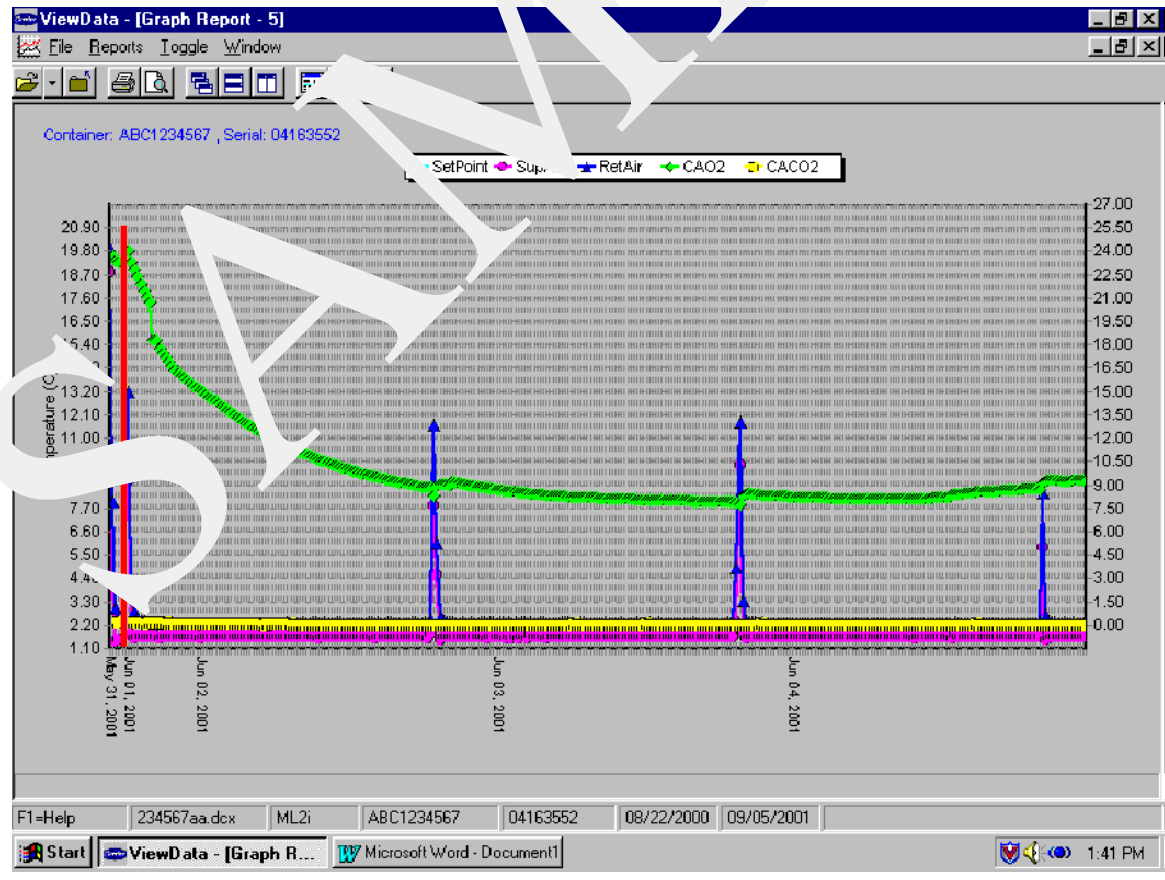 ViewData - [Graph Report - 5]
File Reports Toggle Window
Container: ABC1234567 , Serial: 04163552
SetPoint RetAir CAO2 CACO2
27.00
20.90 25.50
19.80 24.00
18.70 22.50
17.60 21.00
16.50 19.50
18.00
16.50
13.20 15.00
12.10 13.50
11.00 12.00
10.50
9.00
7.70 7.50
6.60 6.00
5.50 4.50
3.00
3.30 1.50
2.20 0.00
1.10
(C)
May 31, 2001
Jun 01, 2001
Jun 02, 2001
Jun 03, 2001
Jun 04, 2001
SAM
F1=Help 234567aa.dcx ML2i ABC1234567 04163552 08/22/2000 09/05/2001
Start ViewData - [Graph R... Microsoft Word - Document1 1:41 PM